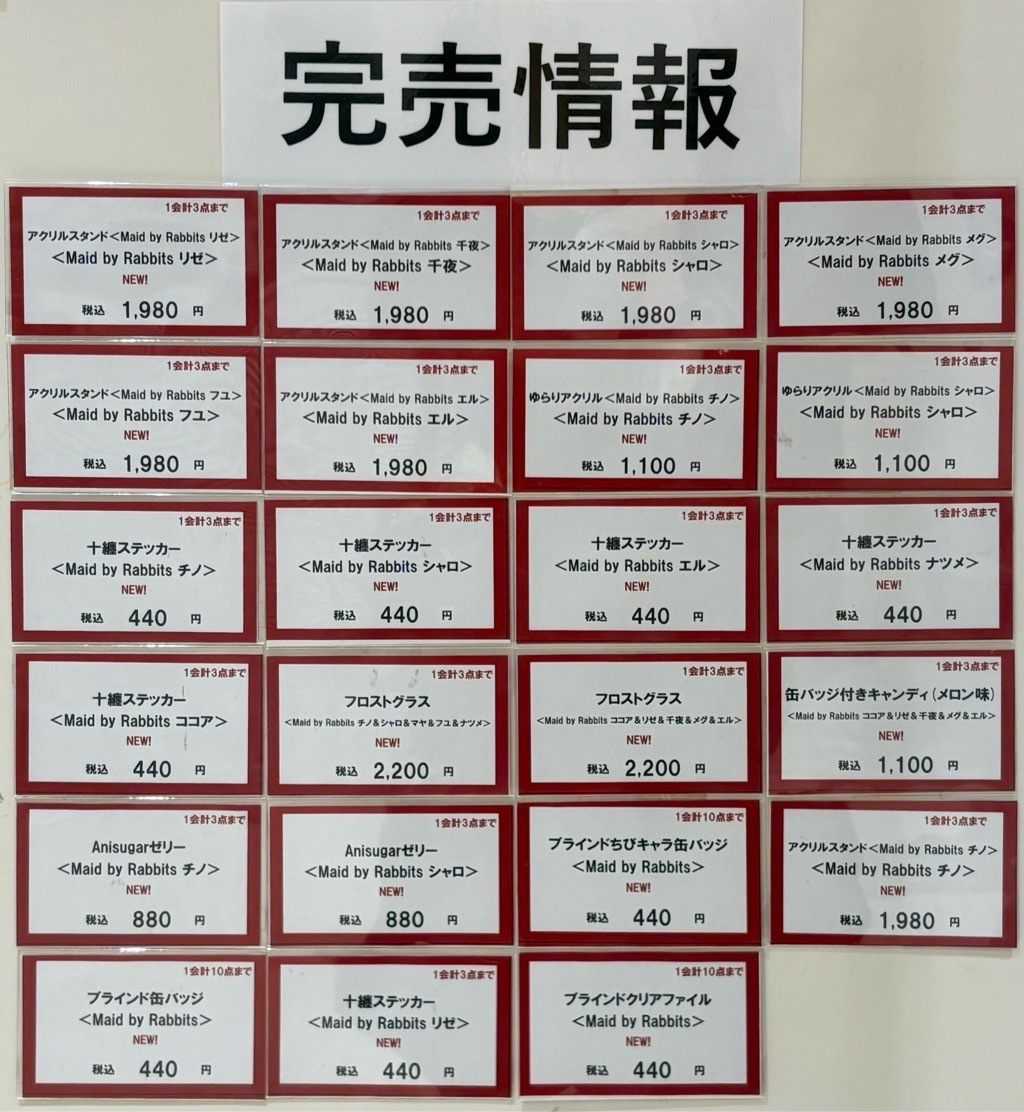 完売情報
1会計3点まで
アクリルスタンド<Maid by Rabbits リゼ>
<Maid by Rabbits リゼ>
NEW!
税込 1,980 円
1会計3点まで
アクリルスタンド<Maid by Rabbits 千夜>
<Maid by Rabbits 千夜>
NEW!
税込 1,980 円
1会計3点まで
アクリルスタンド<Maid by Rabbits シャロ>
<Maid by Rabbits シャロ>
NEW!
税込 1,980 円
1会計3点まで
アクリルスタンド<Maid by Rabbits メグ>
<Maid by Rabbits メグ>
NEW!
税込 1,980 円
1会計3点まで
アクリルスタンド<Maid by Rabbits フユ>
<Maid by Rabbits フユ>
NEW!
税込 1,980 円
1会計3点まで
アクリルスタンド<Maid by Rabbits エル>
<Maid by Rabbits エル>
NEW!
税込 1,980 円
1会計3点まで
ゆらりアクリル<Maid by Rabbits チノ>
<Maid by Rabbits チノ>
NEW!
税込 1,100 円
1会計3点まで
ゆらりアクリル<Maid by Rabbits シャロ>
<Maid by Rabbits シャロ>
NEW!
税込 1,100 円
1会計3点まで
十纏ステッカー
<Maid by Rabbits チノ>
NEW!
税込 440 円
1会計3点まで
十纏ステッカー
<Maid by Rabbits シャロ>
NEW!
税込 440 円
1会計3点まで
十纏ステッカー
<Maid by Rabbits エル>
NEW!
税込 440 円
1会計3点まで
十纏ステッカー
<Maid by Rabbits ナツメ>
NEW!
税込 440 円
1会計3点まで
十纏ステッカー
<Maid by Rabbits ココア>
NEW!
税込 440 円
1会計3点まで
フロストグラス
<Maid by Rabbits チノ&シャロ&マヤ&フユ&ナツメ>
NEW!
税込 2,200 円
1会計3点まで
フロストグラス
<Maid by Rabbits ココア&リゼ&千夜&メグ&エル>
NEW!
税込 2,200 円
1会計3点まで
缶バッジ付きキャンディ(メロン味)
<Maid by Rabbits ココア&リゼ&千夜&メグ&エル>
NEW!
税込 1,100 円
1会計3点まで
Anisugarゼリー
<Maid by Rabbits チノ>
NEW!
税込 880 円
1会計3点まで
Anisugarゼリー
<Maid by Rabbits シャロ>
NEW!
税込 880 円
1会計10点まで
ブラインドちびキャラ缶バッジ
<Maid by Rabbits>
NEW!
税込 440 円
1会計3点まで
アクリルスタンド<Maid by Rabbits チノ>
<Maid by Rabbits チノ>
NEW!
税込 1,980 円
1会計10点まで
ブラインド缶バッジ
<Maid by Rabbits>
NEW!
税込 440 円
1会計3点まで
十纏ステッカー
<Maid by Rabbits リゼ>
NEW!
税込 440 円
1会計10点まで
ブラインドクリアファイル
<Maid by Rabbits>
NEW!
税込 440 円